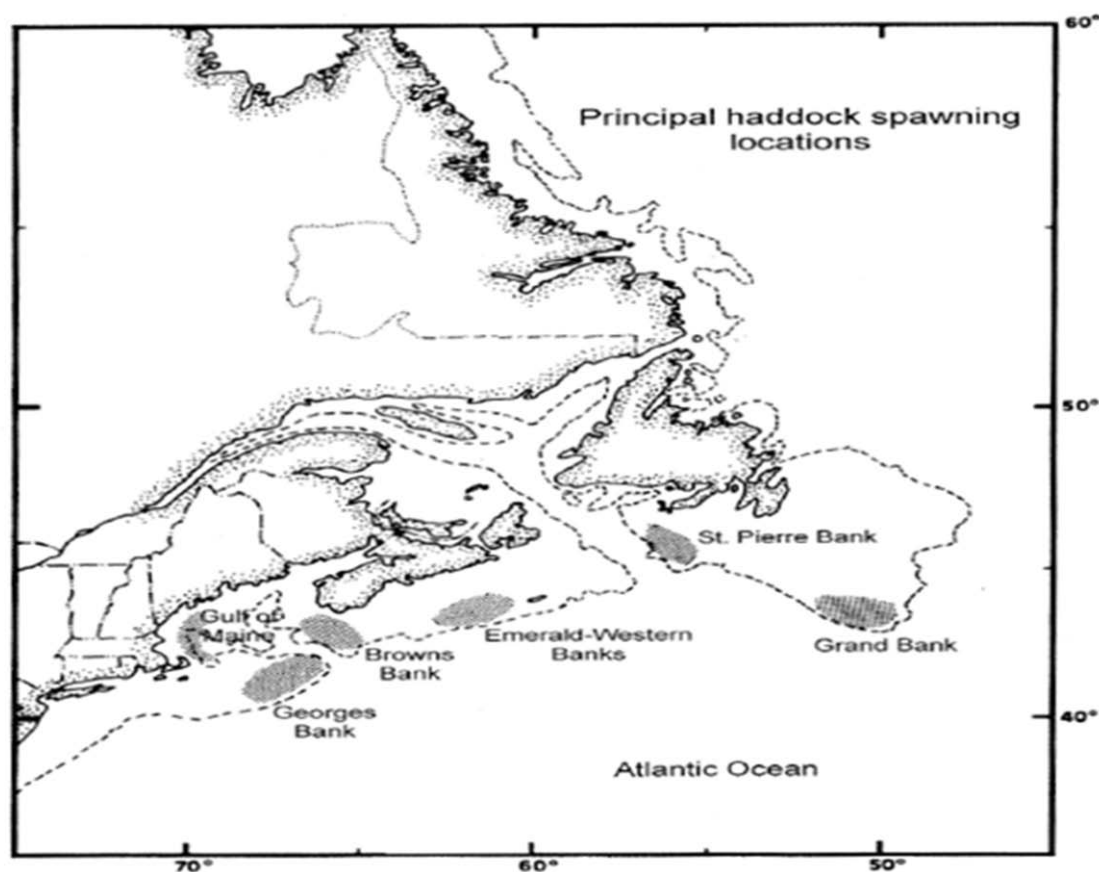 60°
Principal haddock spawning
locations
50°
St. Pierre Bank
Gulf of
Maine
Emerald-Western
Banks
Grand Bank
Browns
Bank
Georges
Bank
40°
Atlantic Ocean
70°
60°
50°